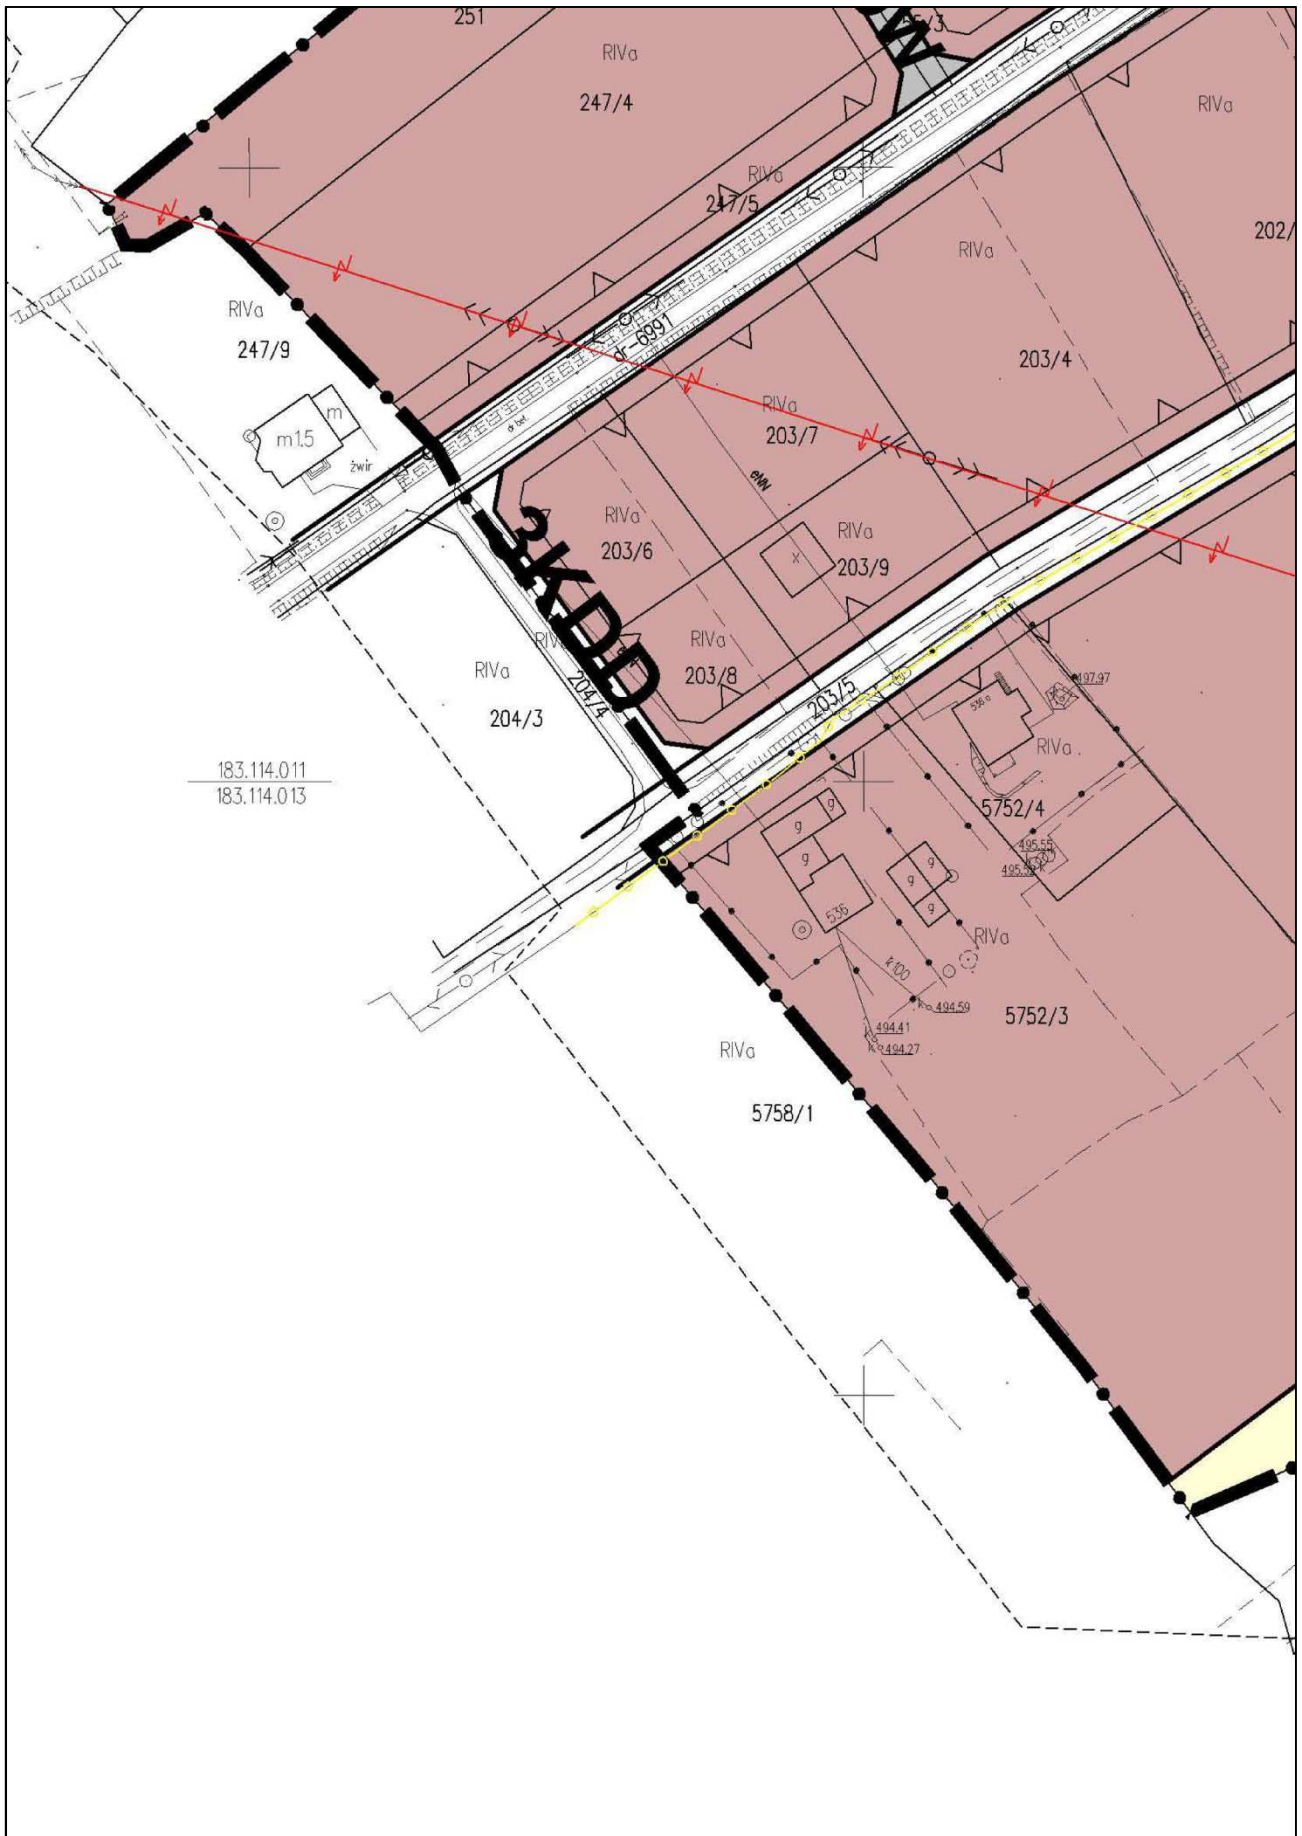 251
RIVa
247/4
RIVa
RIVa
247/5
RIVa
202/
RIVa
247/9
dr-6991
203/4
m
m1.5
żwir
dr bet.
RIVa
203/7
eNN
3KDD
RIVa
203/6
RIVa
203/9
x
RIVa
203/8
RIVa
204/3
204/4
203/5
183.114.011
183.114.013
497.97
536 a
RIVa
5752/4
g
g
g
g
g
g
536
495.55
495.52
k
RIVa
k100
k
494.59
494.41
494.27
k
k
5752/3
RIVa
5758/1